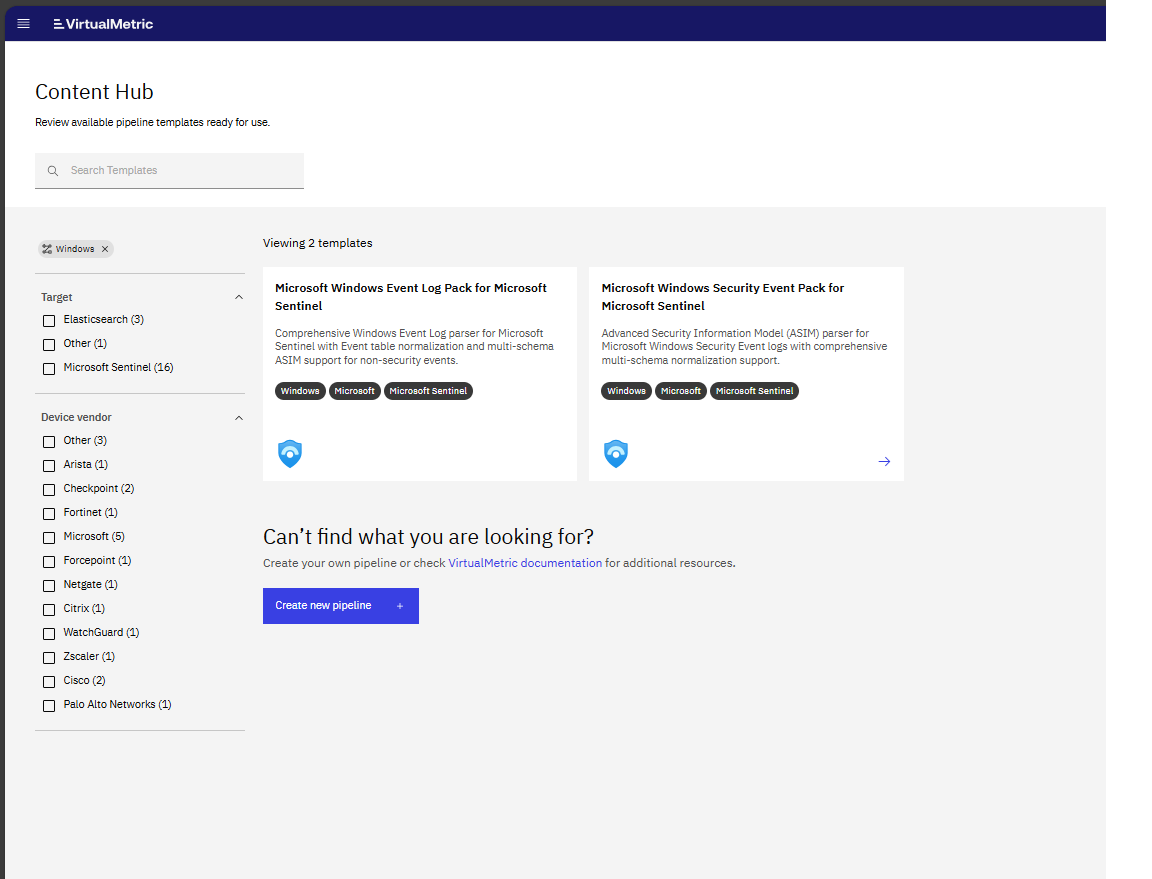 VirtualMetric
Content Hub
Review available pipeline templates ready for use.
Search Templates
Windows
Target
Elasticsearch (3)
Other (1)
Microsoft Sentinel (16)
Device vendor
Other (3)
Arista (1)
Checkpoint (2)
Fortinet (1)
Microsoft (5)
Forcepoint (1)
Netgate (1)
Citrix (1)
WatchGuard (1)
Zscaler (1)
Cisco (2)
Palo Alto Networks (1)
Viewing 2 templates
Microsoft Windows Event Log Pack for Microsoft
Sentinel
Comprehensive Windows Event Log parser for Microsoft
Sentinel with Event table normalization and multi-schema
ASIM support for non-security events.
Windows Microsoft Microsoft Sentinel
Microsoft Windows Security Event Pack for
Microsoft Sentinel
Advanced Security Information Model (ASIM) parser for
Microsoft Windows Security Event logs with comprehensive
multi-schema normalization support.
Windows Microsoft Microsoft Sentinel
Can’t find what you are looking for?
Create your own pipeline or check VirtualMetric documentation for additional resources.
Create new pipeline +